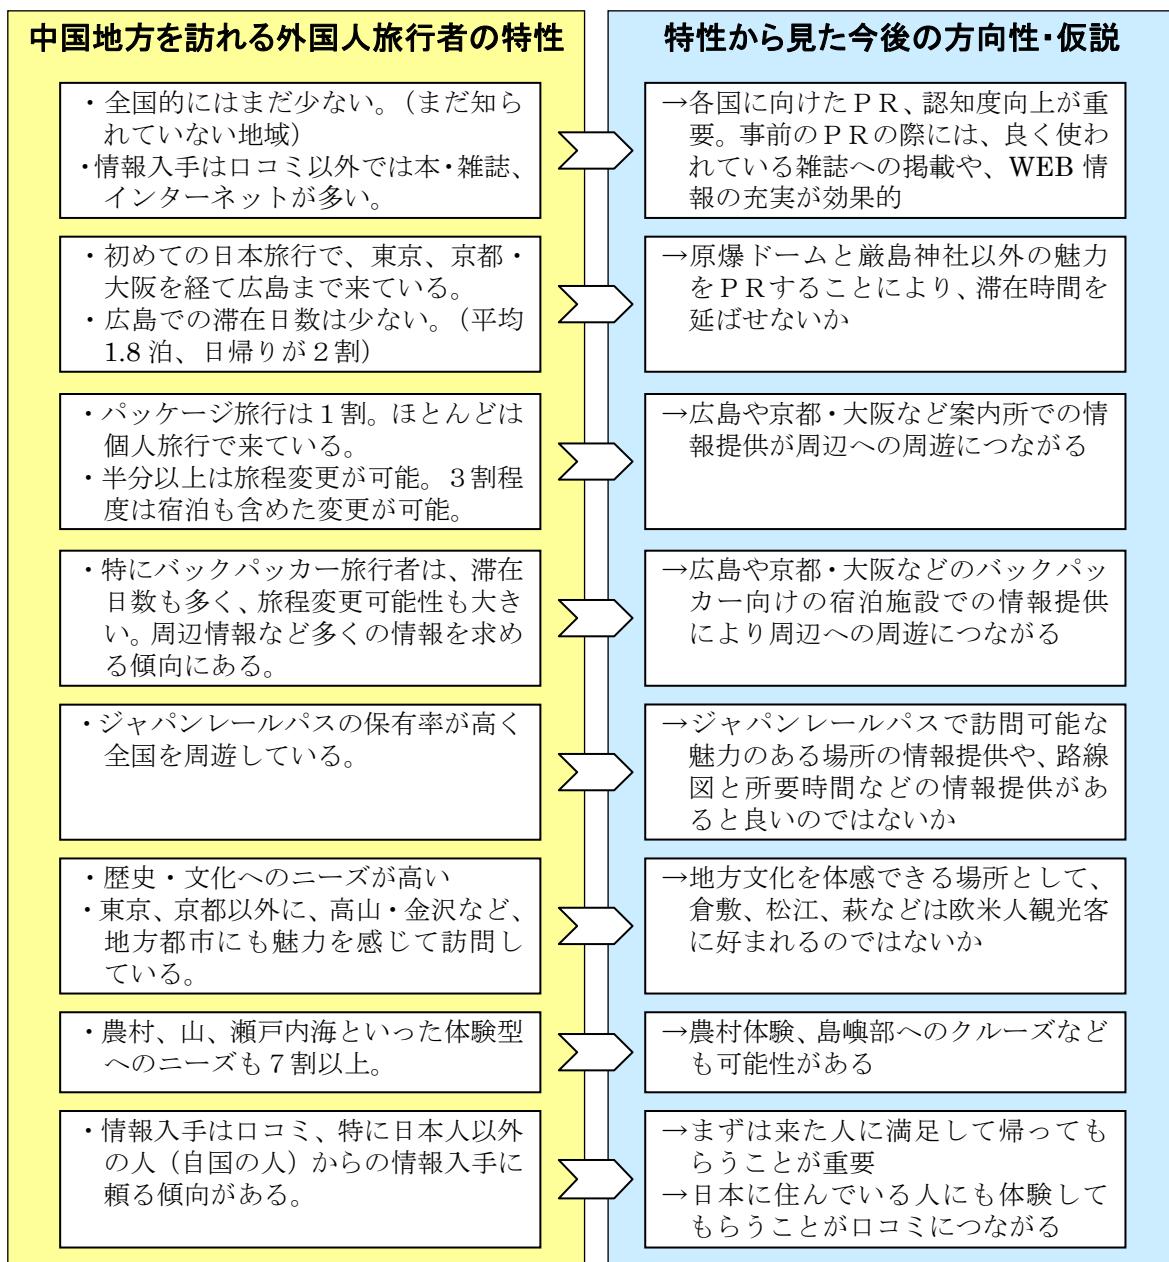 中国地方を訪れる外国人旅行者の特性
特性から見た今後の方向性・仮説
・全国的にはまだ少ない。（まだ知ら
れていない地域）
・情報入手は口コミ以外では本・雑誌、
インターネットが多い。
→各国に向けたＰＲ、認知度向上が重
要。事前のＰＲの際には、良く使わ
れている雑誌への掲載や、WEB 情
報の充実が効果的
・初めての日本旅行で、東京、京都・
大阪を経て広島まで来ている。
・広島での滞在日数は少ない。（平均
1.8 泊、日帰りが２割）
→原爆ドームと厳島神社以外の魅力
をＰＲすることにより、滞在時間を
延ばせないか
・パッケージ旅行は１割。ほとんどは
個人旅行で来ている。
・半分以上は旅程変更が可能。３割程
度は宿泊も含めた変更が可能。
→広島や京都・大阪など案内所での情
報提供が周辺への周遊につながる
・特にバックパッカー旅行者は、滞在
日数も多く、旅程変更可能性も大き
い。周辺情報など多くの情報を求め
る傾向にある。
→広島や京都・大阪などのバックパッ
カー向けの宿泊施設での情報提供
により周辺への周遊につながる
・ジャパンレールパスの保有率が高く
全国を周遊している。
→ジャパンレールパスで訪問可能な
魅力のある場所の情報提供や、路線
図と所要時間などの情報提供があ
ると良いのではないか
・歴史・文化へのニーズが高い
・東京、京都以外に、高山・金沢など、
地方都市にも魅力を感じて訪問し
ている。
→地方文化を体感できる場所として、
倉敷、松江、萩などは欧米人観光客
に好まれるのではないか
・農村、山、瀬戸内海といった体験型
へのニーズも７割以上。
→農村体験、島嶼部へのクルーズなど
も可能性がある
・情報入手は口コミ、特に日本人以外
の人（自国の人）からの情報入手に
頼る傾向がある。
→まずは来た人に満足して帰っても
らうことが重要
→日本に住んでいる人にも体験して
もらうことが口コミにつながる